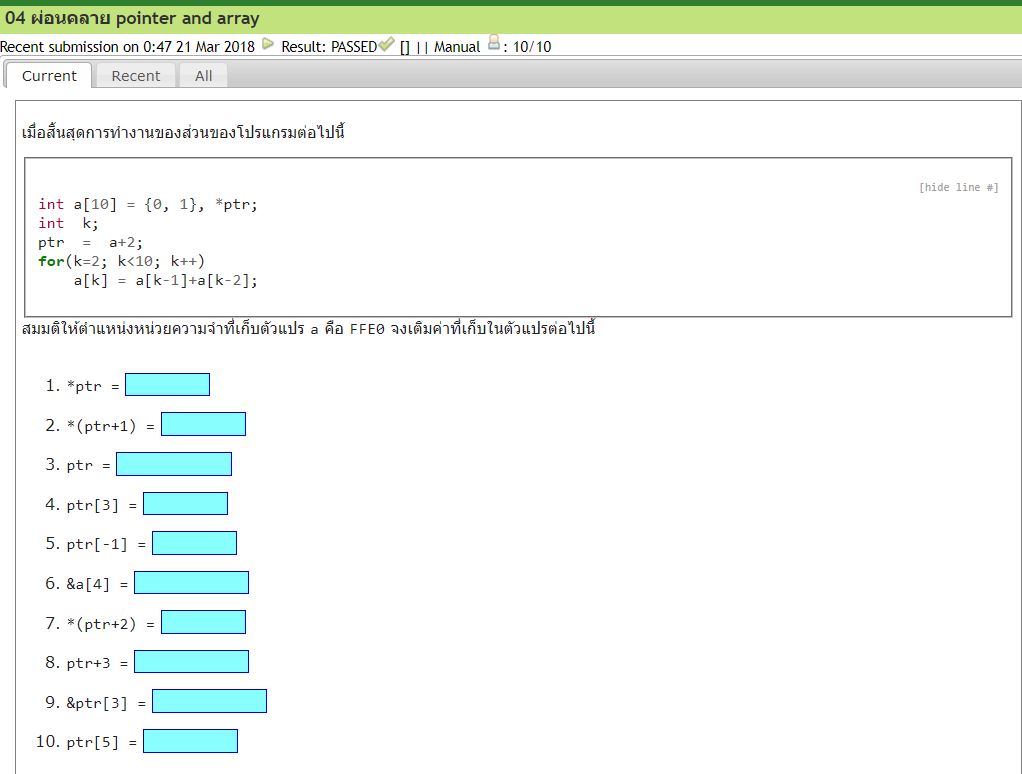 04 ผ่อนคลาย pointer and array
Recent submission on 0:47 21 Mar 2018 Result: PASSED [] || Manual : 10/10
Current Recent All
เมื่อสิ้นสุดการทำงานของส่วนของโปรแกรมต่อไปนี้
[hide line #]
int a[10] = {0, 1}, *ptr;
int  k;
ptr  =  a+2;
for(k=2; k<10; k++)
    a[k] = a[k-1]+a[k-2];
สมมติให้ตำแหน่งหน่วยความจำที่เก็บตัวแปร a คือ FFE0 จงเติมค่าที่เก็บในตัวแปรต่อไปนี้
1. *ptr =
2. *(ptr+1) =
3. ptr =
4. ptr[3] =
5. ptr[-1] =
6. &a[4] =
7. *(ptr+2) =
8. ptr+3 =
9. &ptr[3] =
10. ptr[5] =